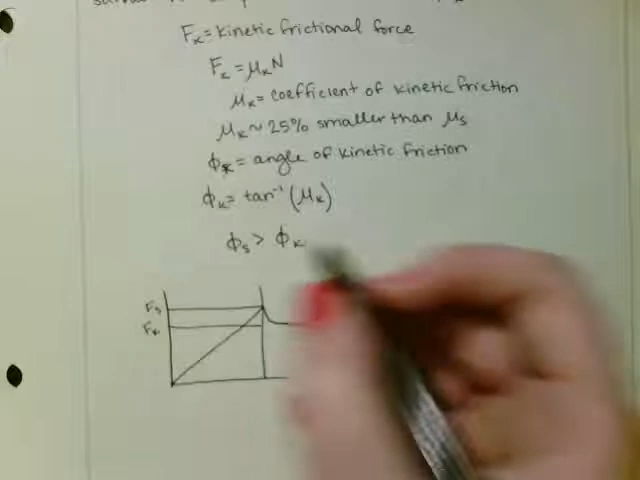 Fₖ = kinetic frictional force
Fₖ = μₖN
μₖ = coefficient of kinetic friction
μₖ ~ 25% smaller than μₛ
ϕₖ = angle of kinetic friction
ϕₖ = tan⁻¹(μₖ)
ϕₛ > ϕₖ
Fₛ
Fₖ